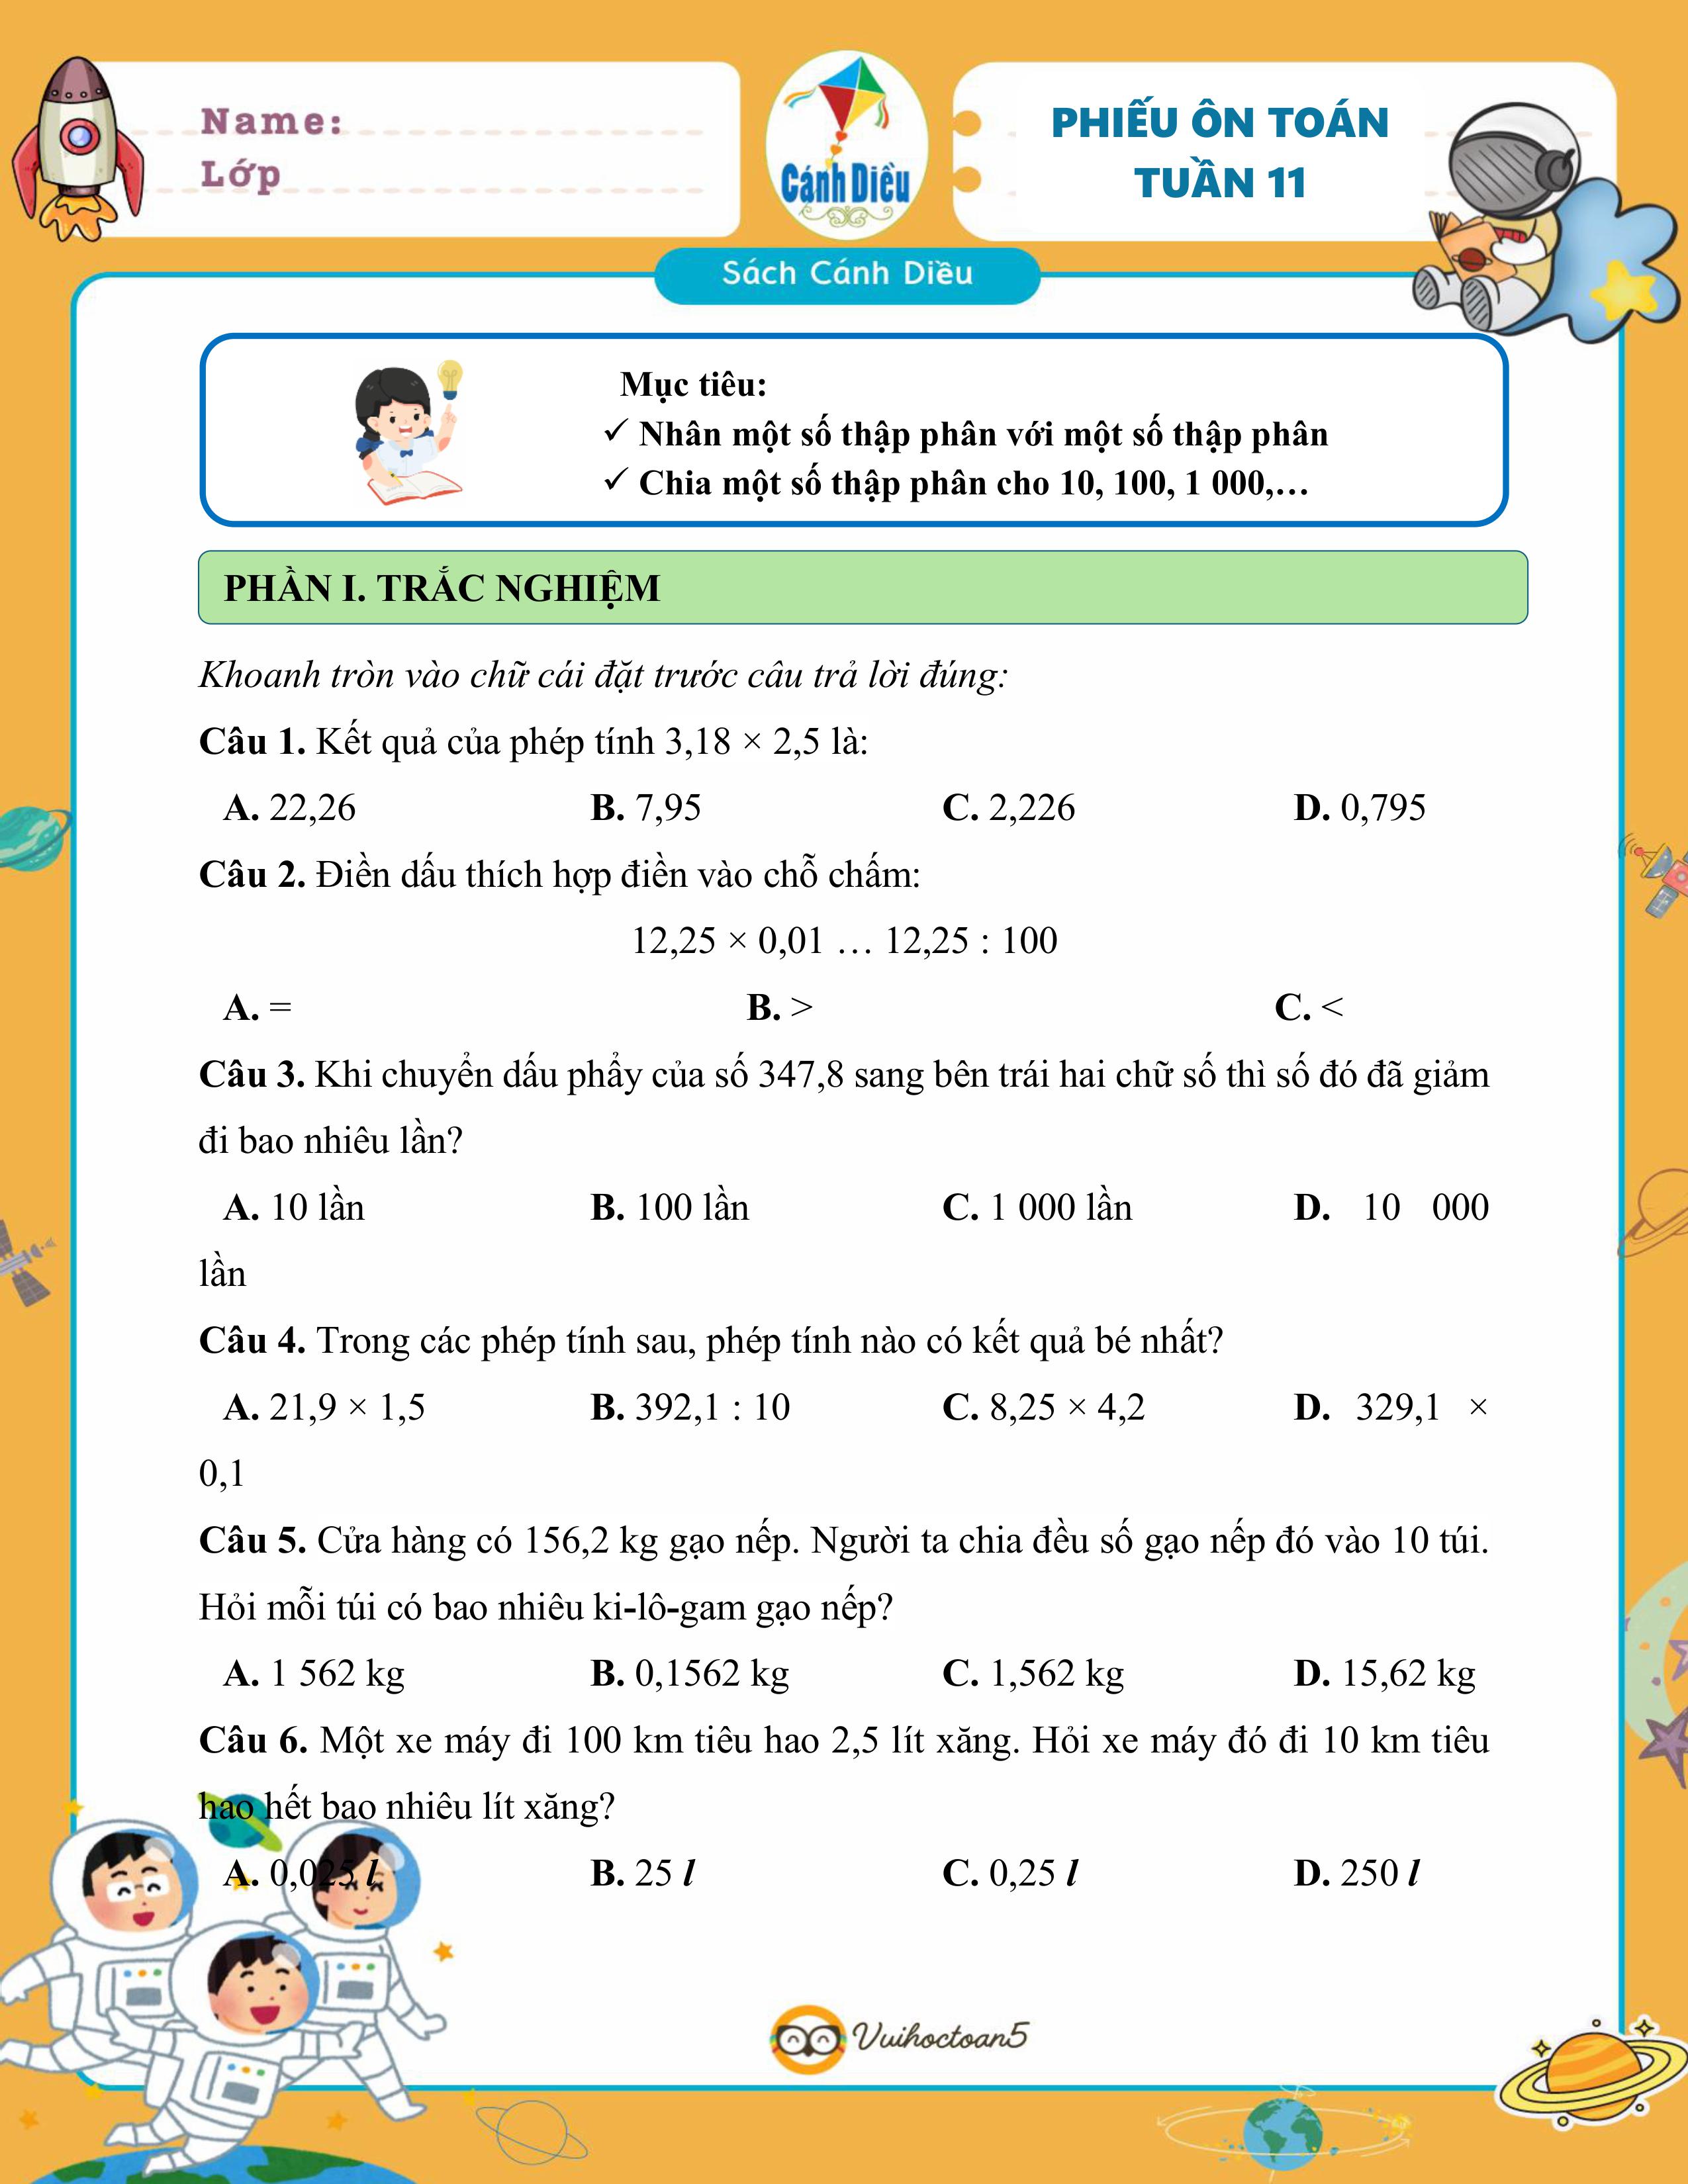 Name:
Lớp
Cánh Diều
PHIẾU ÔN TOÁN
TUẦN 11
Sách Cánh Diều
Mục tiêu:
✓ Nhân một số thập phân với một số thập phân
✓ Chia một số thập phân cho 10, 100, 1 000,…
PHẦN I. TRẮC NGHIỆM
Khoanh tròn vào chữ cái đặt trước câu trả lời đúng:
Câu 1. Kết quả của phép tính 3,18 × 2,5 là:
A. 22,26 B. 7,95 C. 2,226 D. 0,795
Câu 2. Điền dấu thích hợp điền vào chỗ chấm:
12,25 × 0,01 … 12,25 : 100
A. = B. > C. <
Câu 3. Khi chuyển dấu phẩy của số 347,8 sang bên trái hai chữ số thì số đó đã giảm
đi bao nhiêu lần?
A. 10 lần B. 100 lần C. 1 000 lần D. 10 000
lần
Câu 4. Trong các phép tính sau, phép tính nào có kết quả bé nhất?
A. 21,9 × 1,5 B. 392,1 : 10 C. 8,25 × 4,2 D. 329,1 ×
0,1
Câu 5. Cửa hàng có 156,2 kg gạo nếp. Người ta chia đều số gạo nếp đó vào 10 túi.
Hỏi mỗi túi có bao nhiêu ki-lô-gam gạo nếp?
A. 1 562 kg B. 0,1562 kg C. 1,562 kg D. 15,62 kg
Câu 6. Một xe máy đi 100 km tiêu hao 2,5 lít xăng. Hỏi xe máy đó đi 10 km tiêu
hao hết bao nhiêu lít xăng?
A. 0,025 l B. 25 l C. 0,25 l D. 250 l
Vuihoctoan5